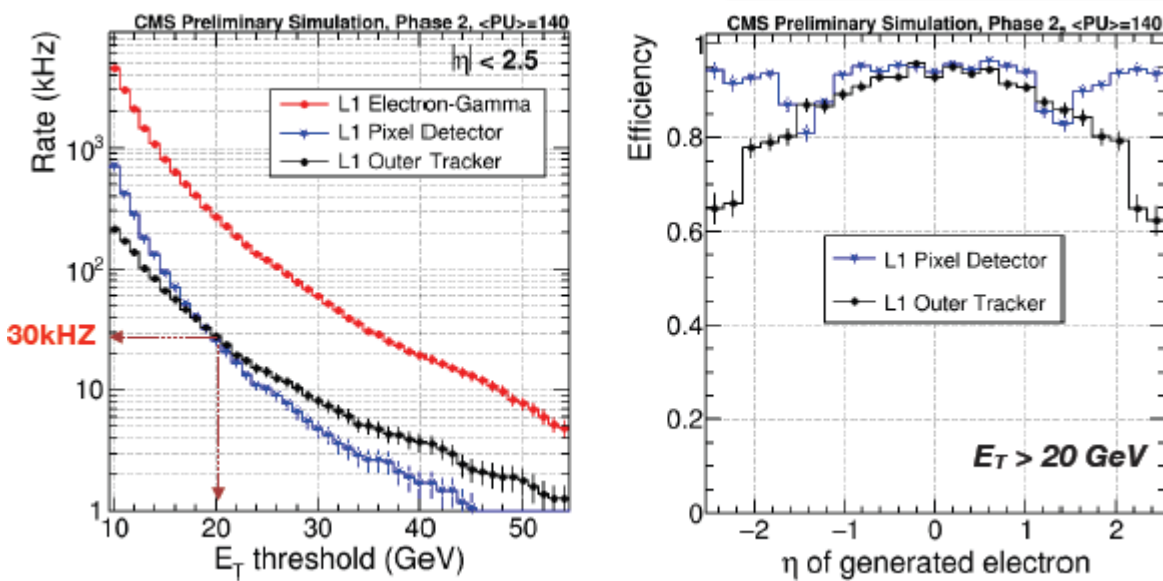 CMS Preliminary Simulation, Phase 2, <PU>=140
|η| < 2.5
L1 Electron-Gamma
L1 Pixel Detector
L1 Outer Tracker
Rate (kHz)
10³
10²
30kHZ
10
1
10 20 30 40 50
E_T threshold (GeV)
CMS Preliminary Simulation, Phase 2, <PU>=140
Efficiency
1
0.8
0.6
0.4
0.2
0
L1 Pixel Detector
L1 Outer Tracker
E_T > 20 GeV
−2 −1 0 1 2
η of generated electron